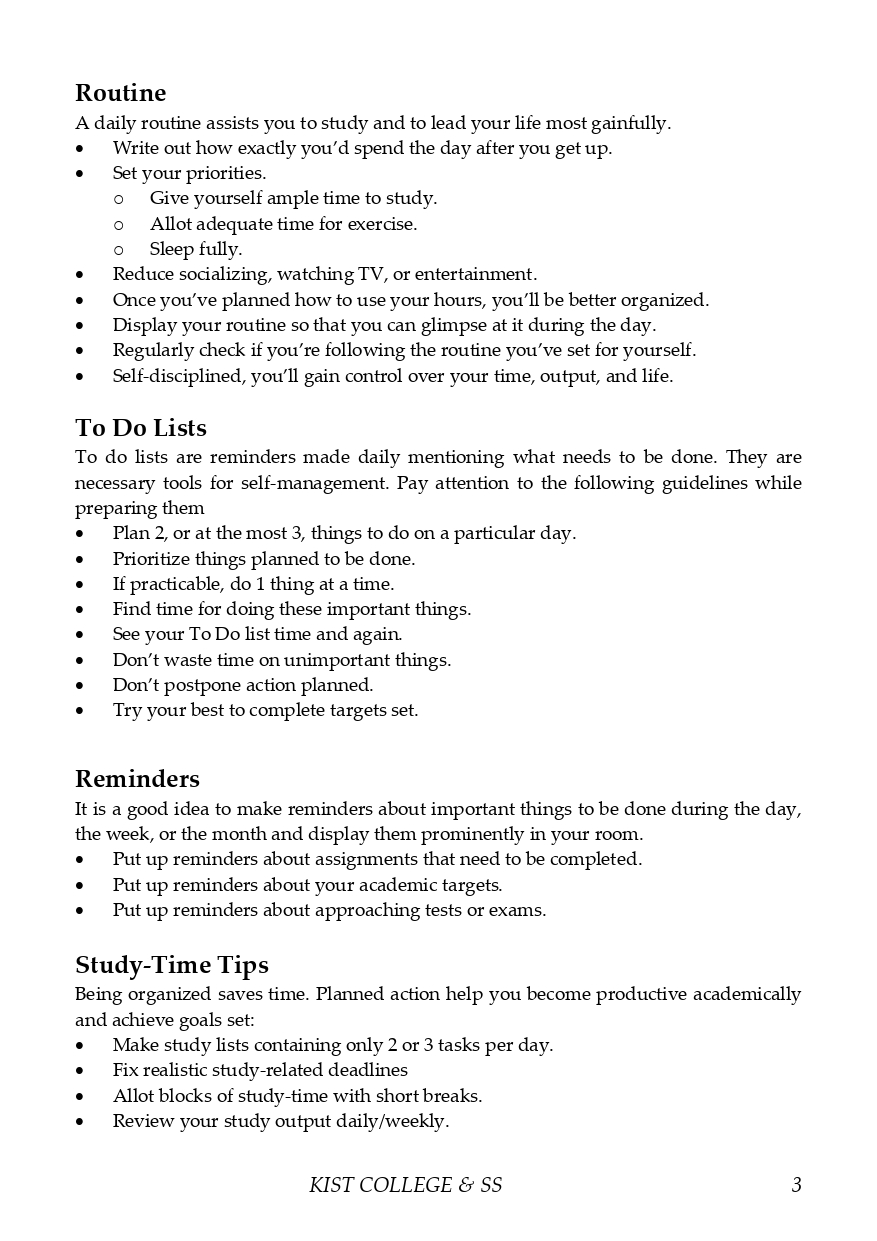 Routine
A daily routine assists you to study and to lead your life most gainfully.
• Write out how exactly you’d spend the day after you get up.
• Set your priorities.
o Give yourself ample time to study.
o Allot adequate time for exercise.
o Sleep fully.
• Reduce socializing, watching TV, or entertainment.
• Once you’ve planned how to use your hours, you’ll be better organized.
• Display your routine so that you can glimpse at it during the day.
• Regularly check if you’re following the routine you’ve set for yourself.
• Self-disciplined, you’ll gain control over your time, output, and life.
To Do Lists
To do lists are reminders made daily mentioning what needs to be done. They are
necessary tools for self-management. Pay attention to the following guidelines while
preparing them
• Plan 2, or at the most 3, things to do on a particular day.
• Prioritize things planned to be done.
• If practicable, do 1 thing at a time.
• Find time for doing these important things.
• See your To Do list time and again.
• Don’t waste time on unimportant things.
• Don’t postpone action planned.
• Try your best to complete targets set.
Reminders
It is a good idea to make reminders about important things to be done during the day,
the week, or the month and display them prominently in your room.
• Put up reminders about assignments that need to be completed.
• Put up reminders about your academic targets.
• Put up reminders about approaching tests or exams.
Study-Time Tips
Being organized saves time. Planned action help you become productive academically
and achieve goals set:
• Make study lists containing only 2 or 3 tasks per day.
• Fix realistic study-related deadlines
• Allot blocks of study-time with short breaks.
• Review your study output daily/weekly.
KIST COLLEGE & SS 3